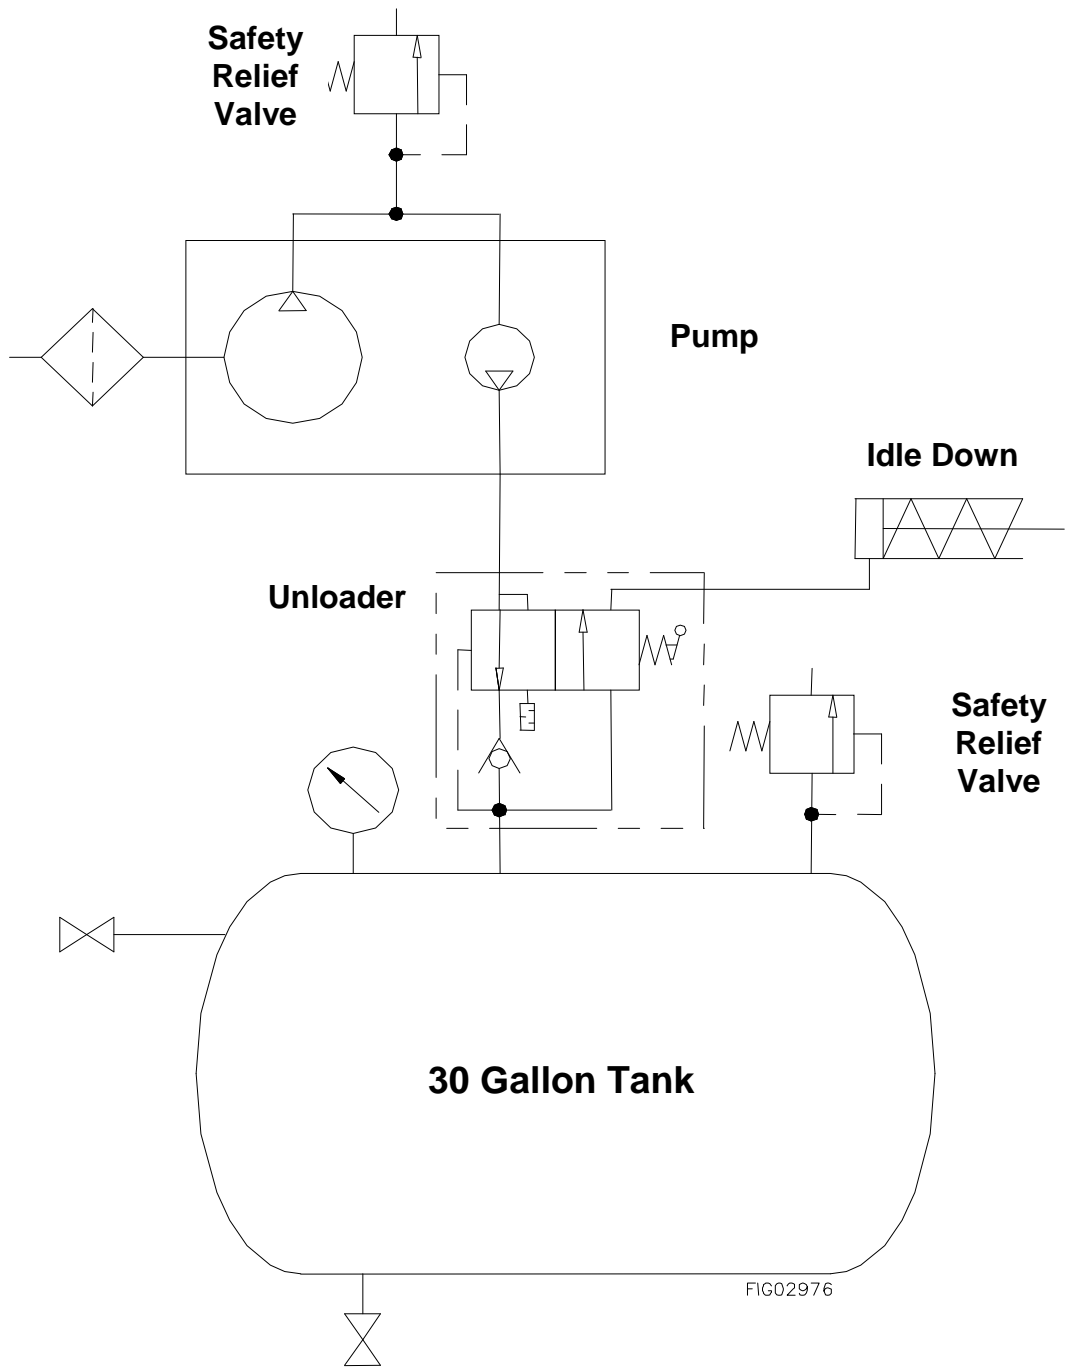 Safety
Relief
Valve
Pump
Idle Down
Unloader
Safety
Relief
Valve
30 Gallon Tank
FIG02976